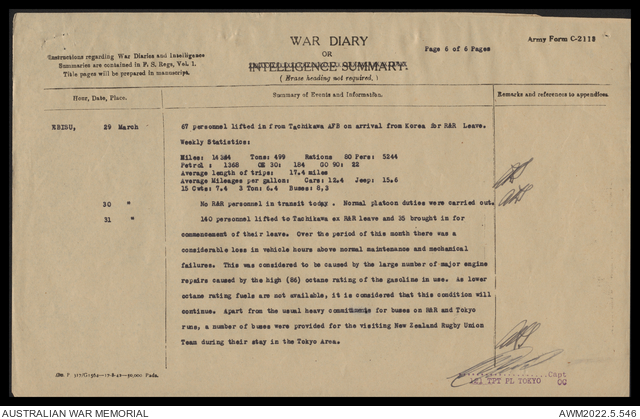 WAR DIARY
OR
INTELLIGENCE SUMMARY.
(Erase heading not required.)
Page 6 of 6 Pages
Army Form C-2118
Instructions regarding War Diaries and Intelligence
Summaries are contained in F. S. Regs, Vol. 1.
Title pages will be prepared in manuscript.
Hour, Date, Place.
Summary of Events and Information.
Remarks and references to appendices
EBISU, 29 March 67 personnel lifted in from Tachikawa AFB on arrival from Korea for R&R Leave.
Weekly Statistics:
Miles: 14364 Tons: 499 Rations 80 Pers: 5244
Petrol : 1368 OE 30: 184 GO 90: 22
Average length of trips: 17.4 miles
Average Mileages per gallon: Cars: 12.4 Jeep: 15.6
15 Cwts: 7.4 3 Ton: 6.4 Buses: 8.3
30 " No R&R personnel in transit today. Normal platoon duties were carried out.
31 " 140 personnel lifted to Tachikawa ex R&R leave and 35 brought in for
commencement of their leave. Over the period of this month there was a
considerable loss in vehicle hours above normal maintenance and mechanical
failures. This was considered to be caused by the large number of major engine
repairs caused by the high (86) octane rating of the gasoline in use. As lower
octane rating fuels are not available, it is considered that this condition will
continue. Apart from the usual heavy commitments for buses on R&R and Tokyo
runs, a number of buses were provided for the visiting New Zealand Rugby Union
Team during their stay in the Tokyo Area.
Capt
TPT PL TOKYO OC
AUSTRALIAN WAR MEMORIAL
AWM2022.5.546